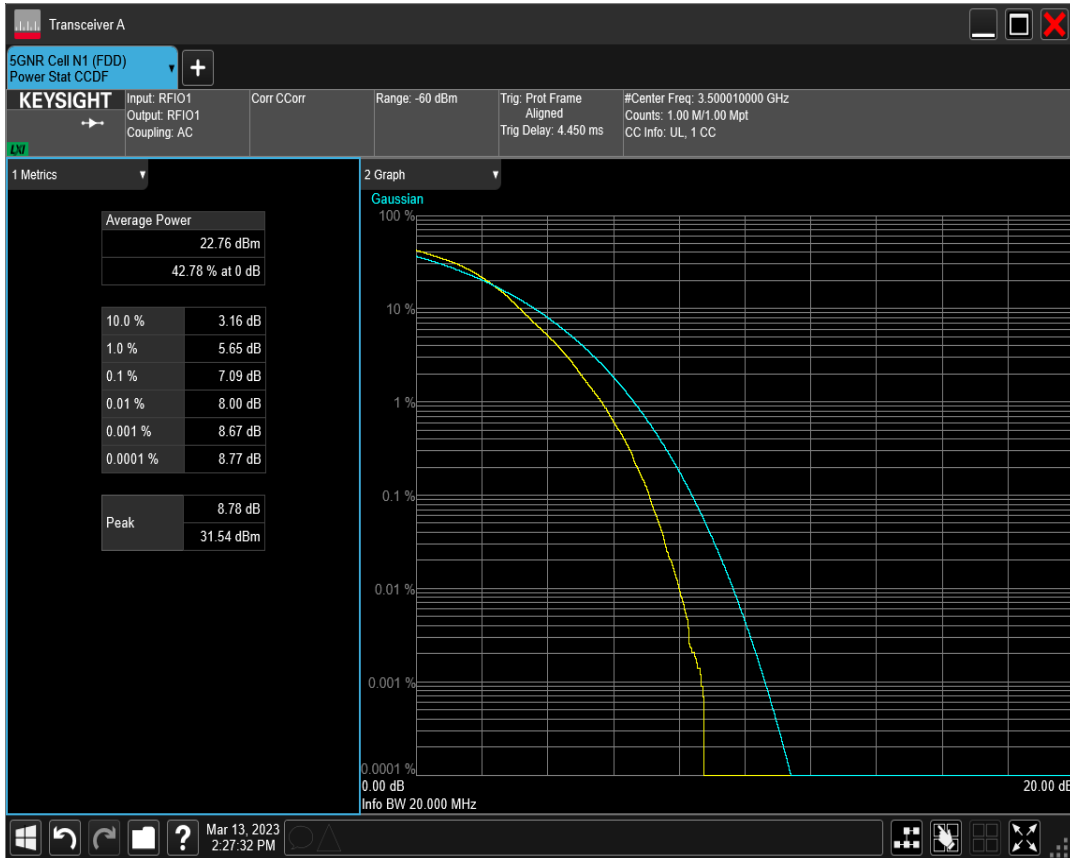 Transceiver A
5GNR Cell N1 (FDD)
Power Stat CCDF
+
KEYSIGHT
LXI
Input: RFIO1
Output: RFIO1
Coupling: AC
Corr CCorr
Range: -60 dBm
Trig: Prot Frame
Aligned
Trig Delay: 4.450 ms
#Center Freq: 3.500010000 GHz
Counts: 1.00 M/1.00 Mpt
CC Info: UL, 1 CC
1 Metrics
Average Power
22.76 dBm
42.78 % at 0 dB
10.0 % 3.16 dB
1.0 % 5.65 dB
0.1 % 7.09 dB
0.01 % 8.00 dB
0.001 % 8.67 dB
0.0001 % 8.77 dB
Peak 8.78 dB
31.54 dBm
2 Graph
Gaussian
100 %
10 %
1 %
0.1 %
0.01 %
0.001 %
0.0001 %
0.00 dB 20.00 dB
Info BW 20.000 MHz
?
Mar 13, 2023
2:27:32 PM